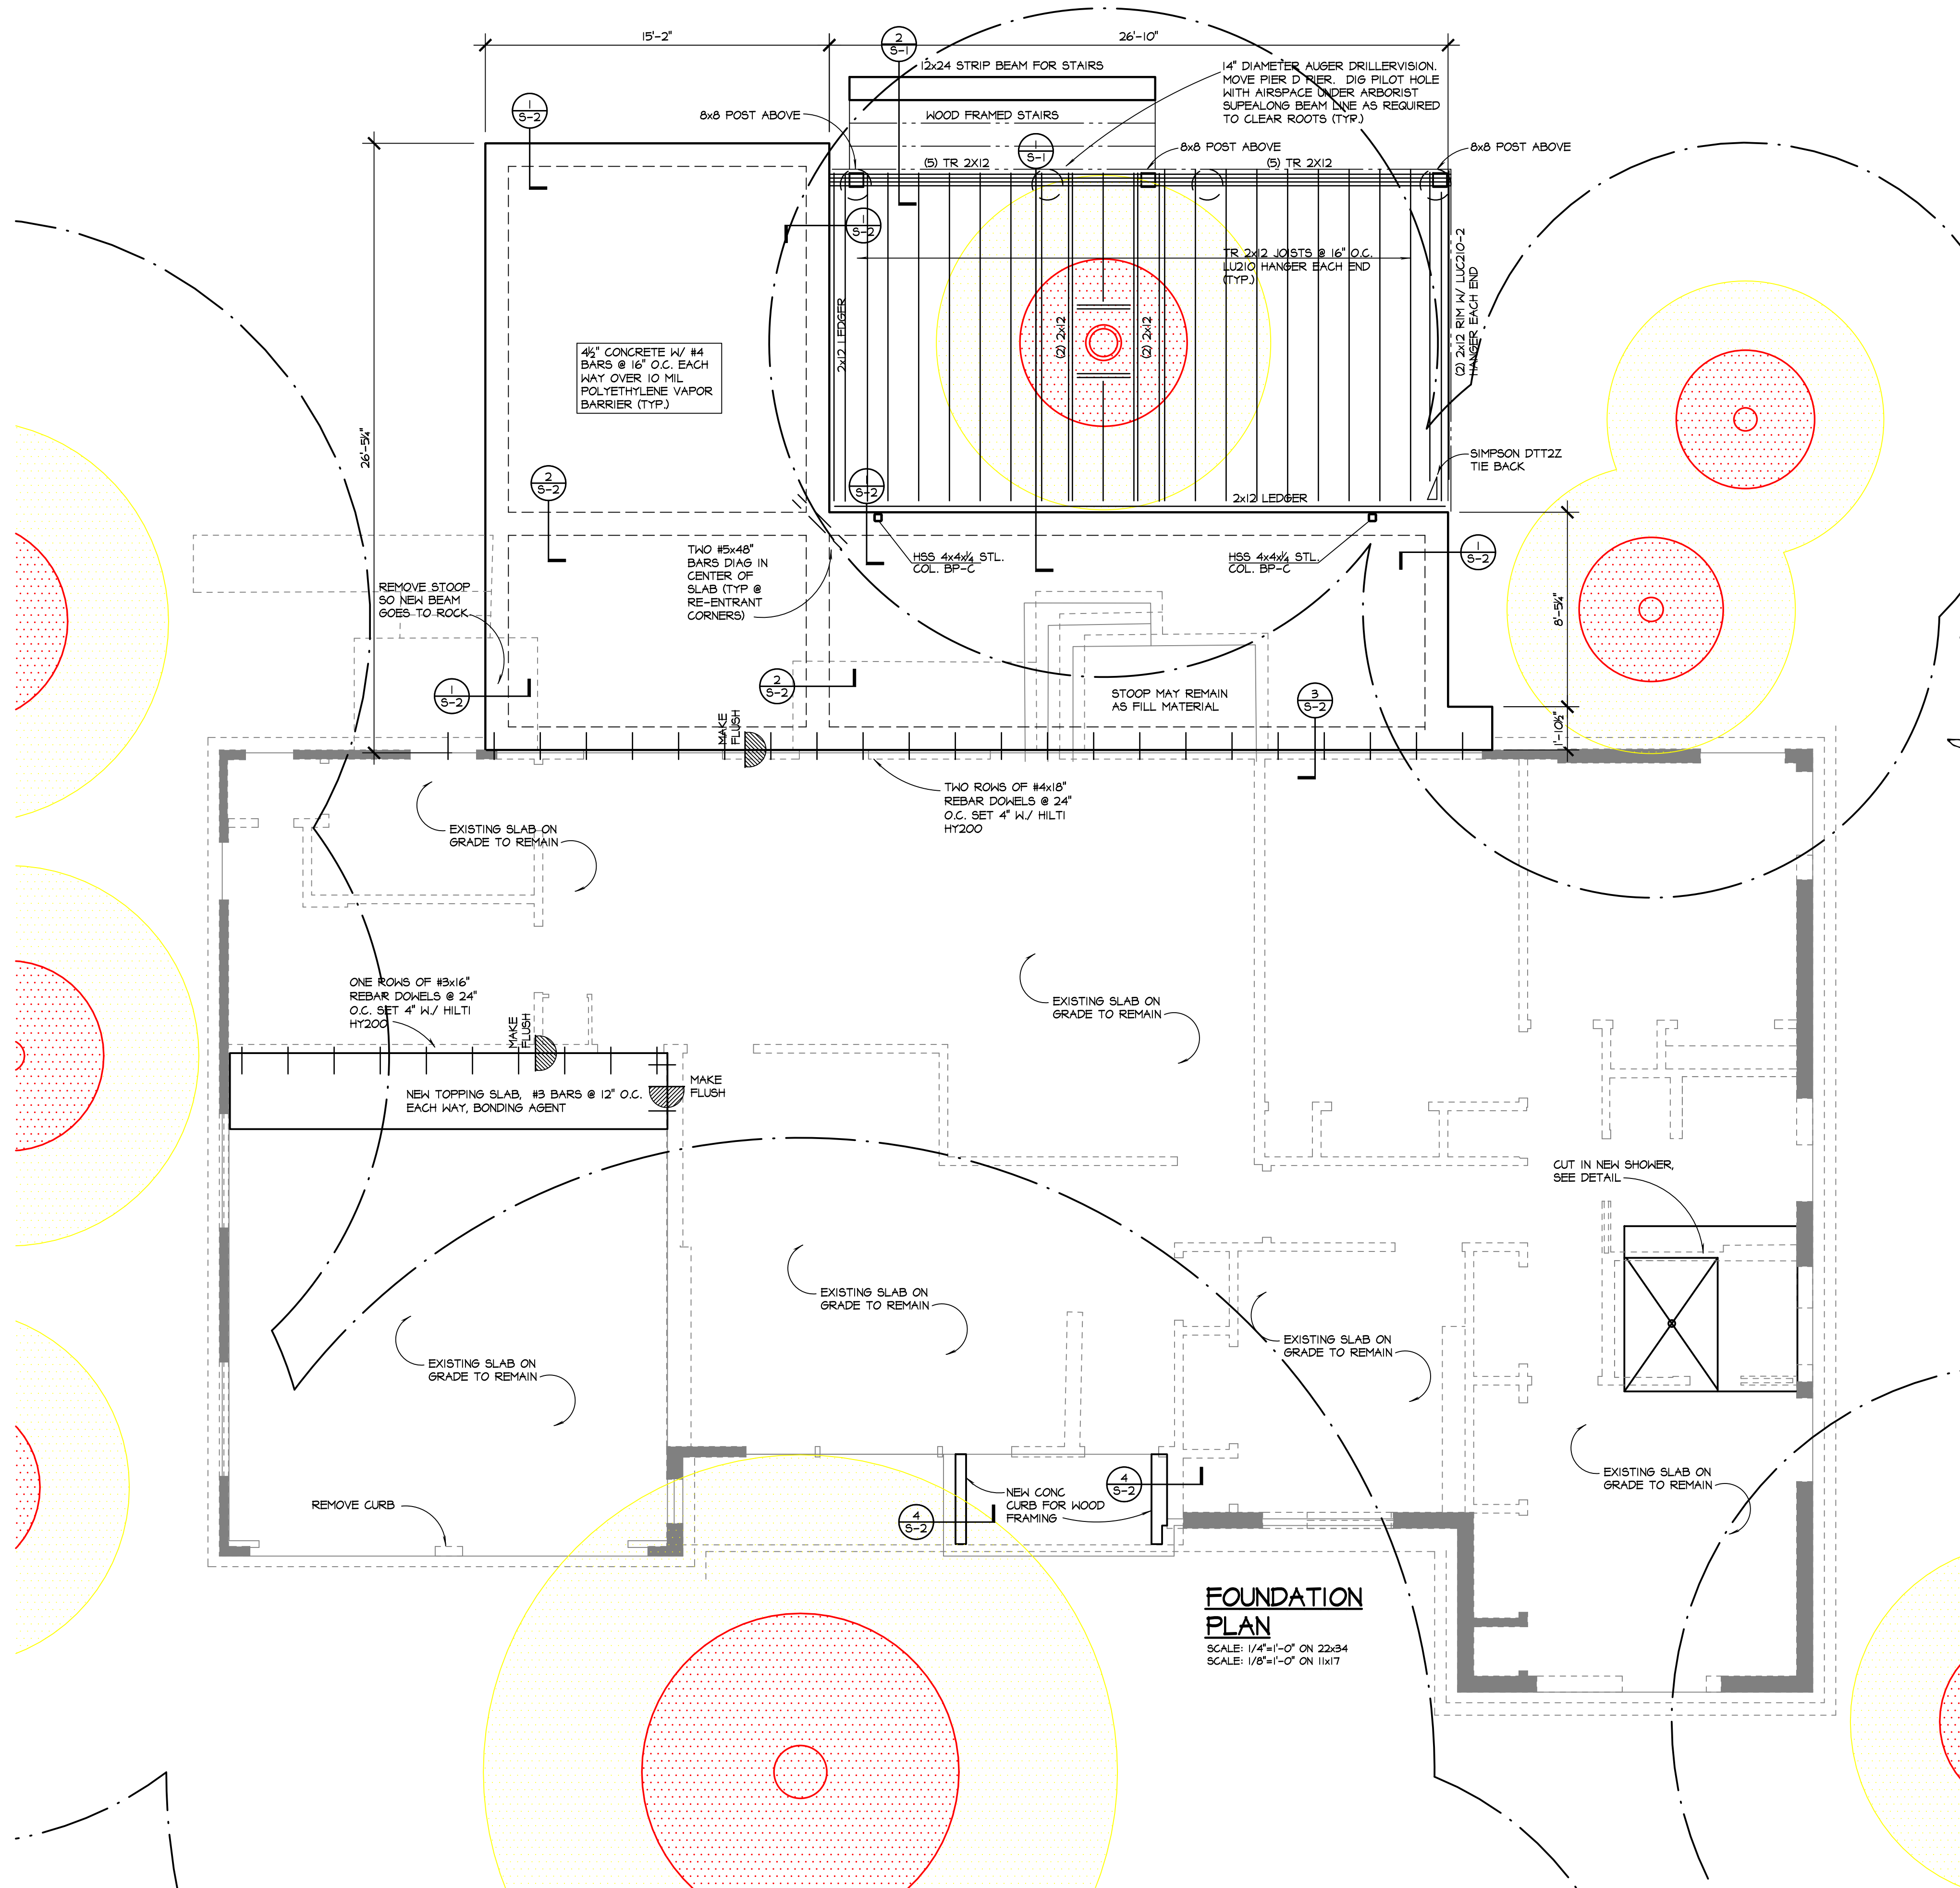 15'-2"
26'-10"
2
S-1
12x24 STRIP BEAM FOR STAIRS
14" DIAMETER AUGER DRILLERVISION.
MOVE PIER D PIER. DIG PILOT HOLE
WITH AIRSPACE UNDER ARBORIST
SUPEALONG BEAM LINE AS REQUIRED
TO CLEAR ROOTS (TYP.)
1
S-2
8x8 POST ABOVE
WOOD FRAMED STAIRS
1
S-1
8x8 POST ABOVE
8x8 POST ABOVE
(5) TR 2X12
(5) TR 2X12
1
S-2
TR 2x12 JOISTS @ 16" O.C.
LU210 HANGER EACH END
(TYP.)
(2) 2x12 RIM W/ LUC210-2
HANGER EACH END
2x12 LEDGER
(2) 2x12
(2) 2x12
4½" CONCRETE W/ #4
BARS @ 16" O.C. EACH
WAY OVER 10 MIL
POLYETHYLENE VAPOR
BARRIER (TYP.)
26'-5¼"
SIMPSON DTT2Z
TIE BACK
2
S-2
1
S-2
2x12 LEDGER
TWO #5x48"
BARS DIAG IN
CENTER OF
SLAB (TYP @
RE-ENTRANT
CORNERS)
HSS 4x4x¼ STL.
COL. BP-C
HSS 4x4x¼ STL.
COL. BP-C
1
S-2
REMOVE STOOP
SO NEW BEAM
GOES TO ROCK
8'-5¼"
1
S-2
2
S-2
STOOP MAY REMAIN
AS FILL MATERIAL
3
S-2
1'-10½"
MAKE
FLUSH
TWO ROWS OF #4x18"
REBAR DOWELS @ 24"
O.C. SET 4" W./ HILTI
HY200
EXISTING SLAB ON
GRADE TO REMAIN
ONE ROWS OF #3x16"
REBAR DOWELS @ 24"
O.C. SET 4" W./ HILTI
HY200
EXISTING SLAB ON
GRADE TO REMAIN
MAKE
FLUSH
NEW TOPPING SLAB, #3 BARS @ 12" O.C.
EACH WAY, BONDING AGENT
MAKE
FLUSH
CUT IN NEW SHOWER,
SEE DETAIL
EXISTING SLAB ON
GRADE TO REMAIN
EXISTING SLAB ON
GRADE TO REMAIN
EXISTING SLAB ON
GRADE TO REMAIN
EXISTING SLAB ON
GRADE TO REMAIN
REMOVE CURB
NEW CONC
CURB FOR WOOD
FRAMING
4
S-2
4
S-2
FOUNDATION
PLAN
SCALE: 1/4"=1'-0" ON 22x34
SCALE: 1/8"=1'-0" ON 11x17